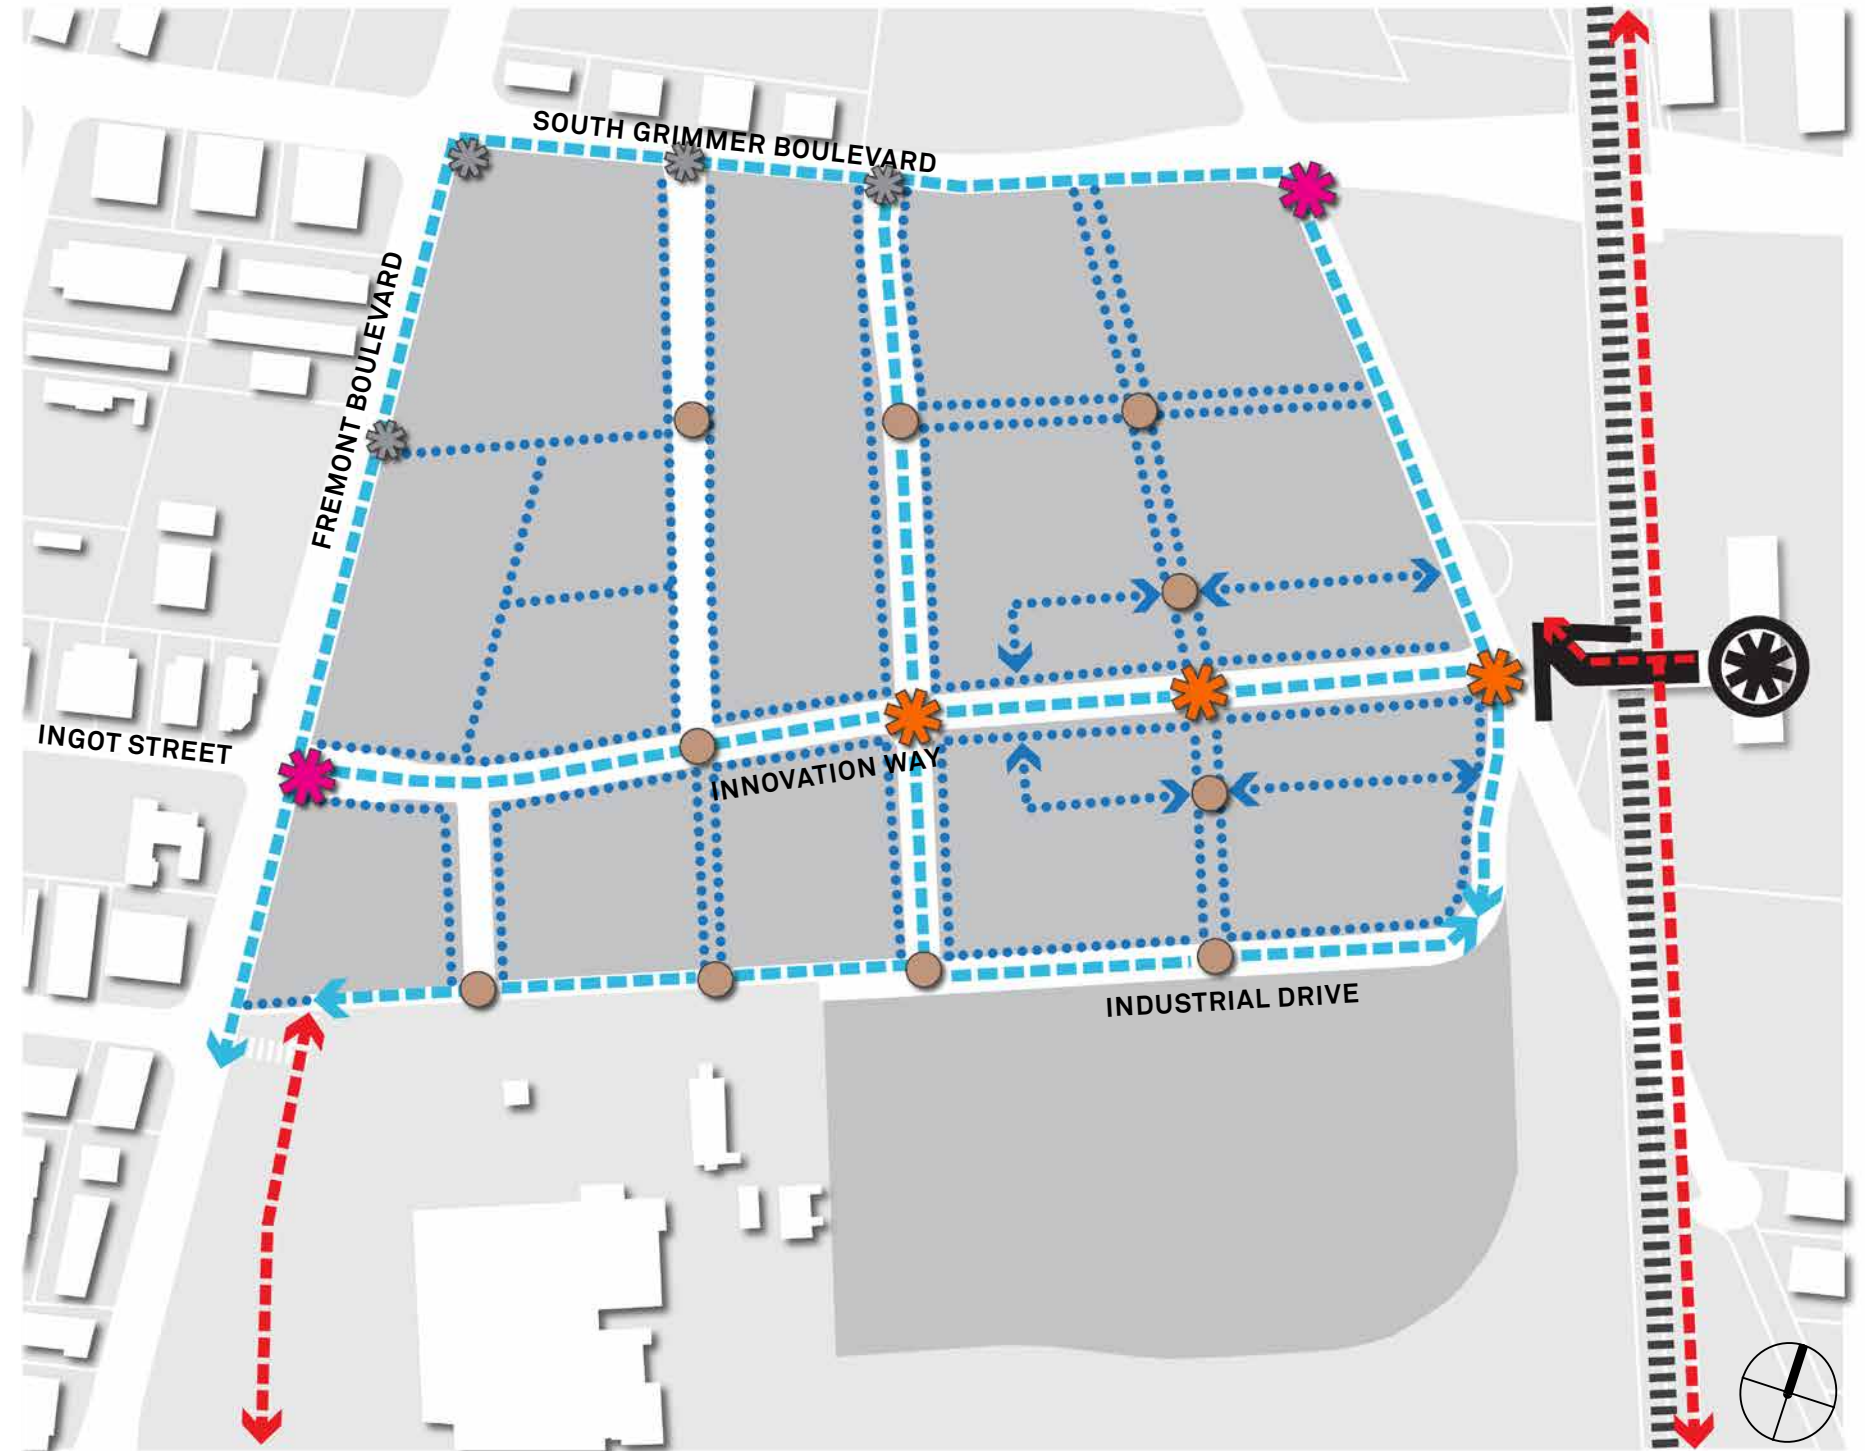 SOUTH GRIMMER BOULEVARD
FREMONT BOULEVARD
INGOT STREET
INNOVATION WAY
INDUSTRIAL DRIVE